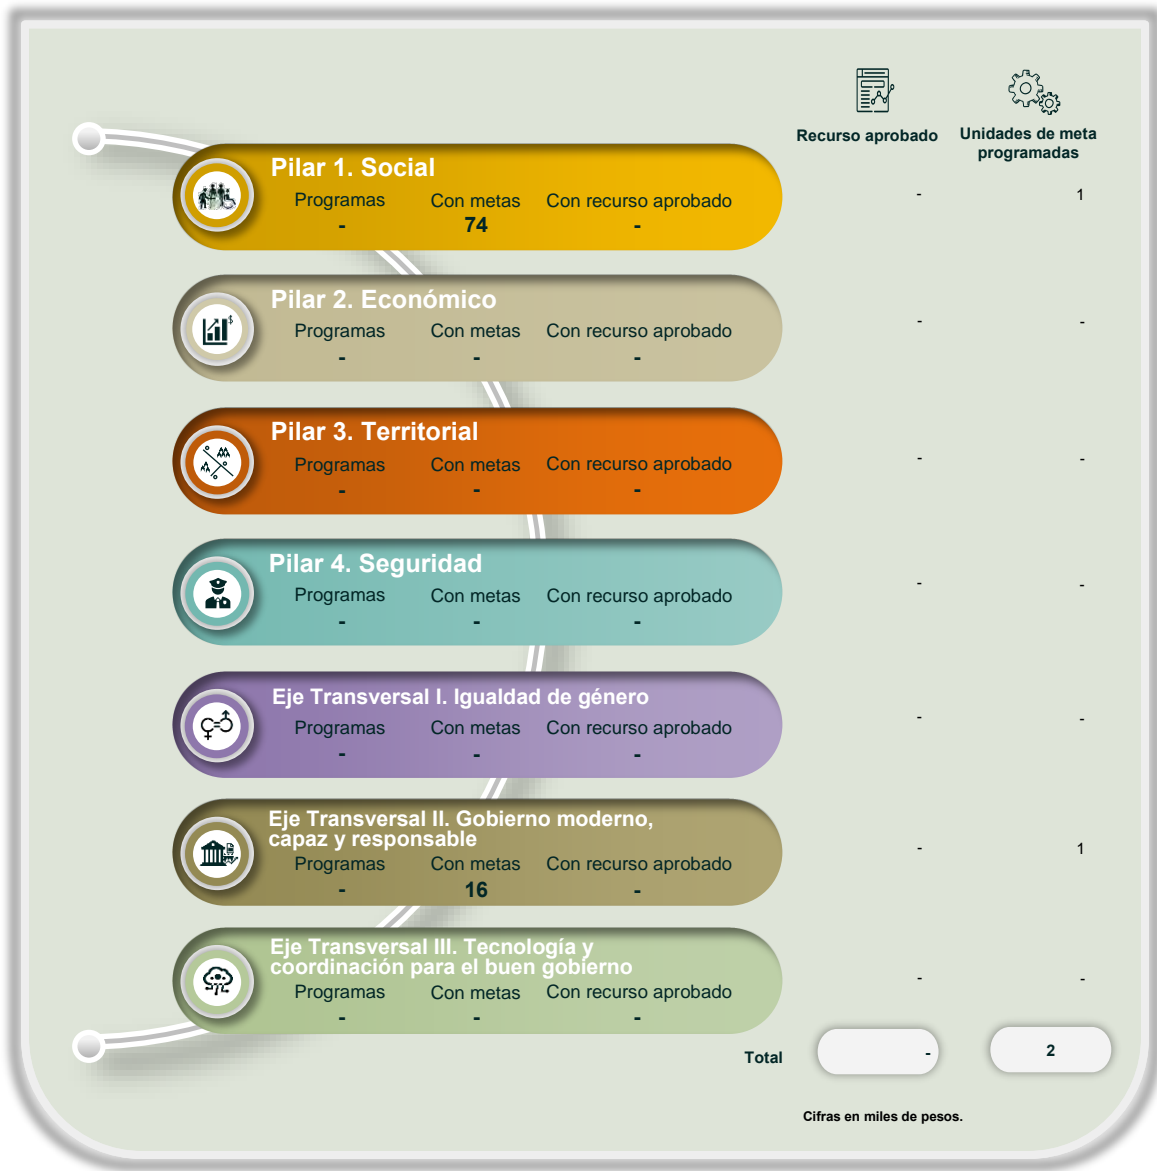 Recurso aprobado
Unidades de meta
programadas
Pilar 1. Social
Programas Con metas Con recurso aprobado
- 74 -
- 1
Pilar 2. Económico
Programas Con metas Con recurso aprobado
- - -
- -
Pilar 3. Territorial
Programas Con metas Con recurso aprobado
- - -
- -
Pilar 4. Seguridad
Programas Con metas Con recurso aprobado
- - -
- -
Eje Transversal I. Igualdad de género
Programas Con metas Con recurso aprobado
- - -
- -
Eje Transversal II. Gobierno moderno,
capaz y responsable
Programas Con metas Con recurso aprobado
- 16 -
- 1
Eje Transversal III. Tecnología y
coordinación para el buen gobierno
Programas Con metas Con recurso aprobado
- - -
- -
Total - 2
Cifras en miles de pesos.